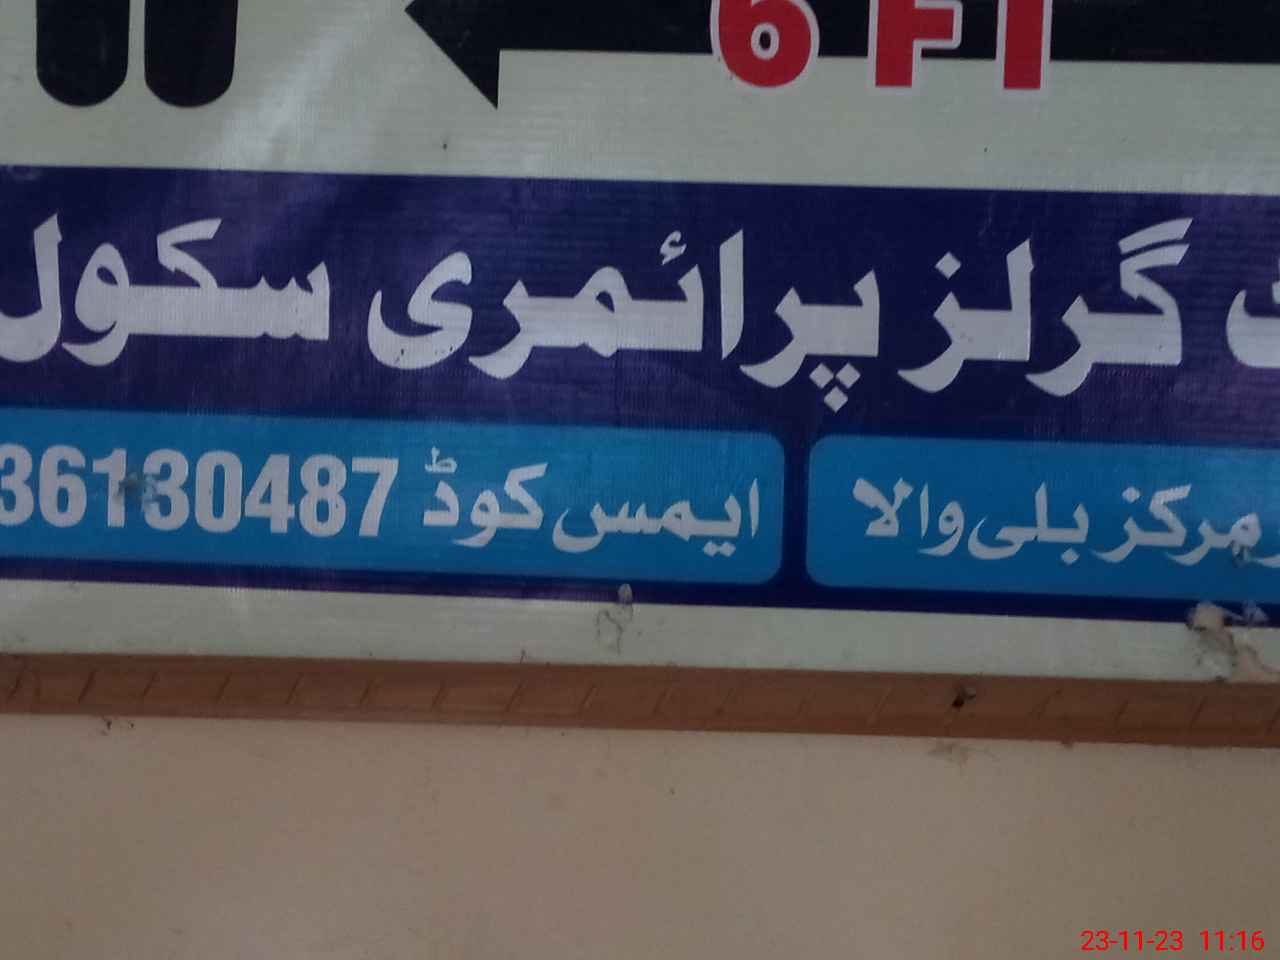 6 FT
گرلز پرائمری سکول
مرکز بلی والا
ایمس کوڈ 36130487
23-11-23 11:16